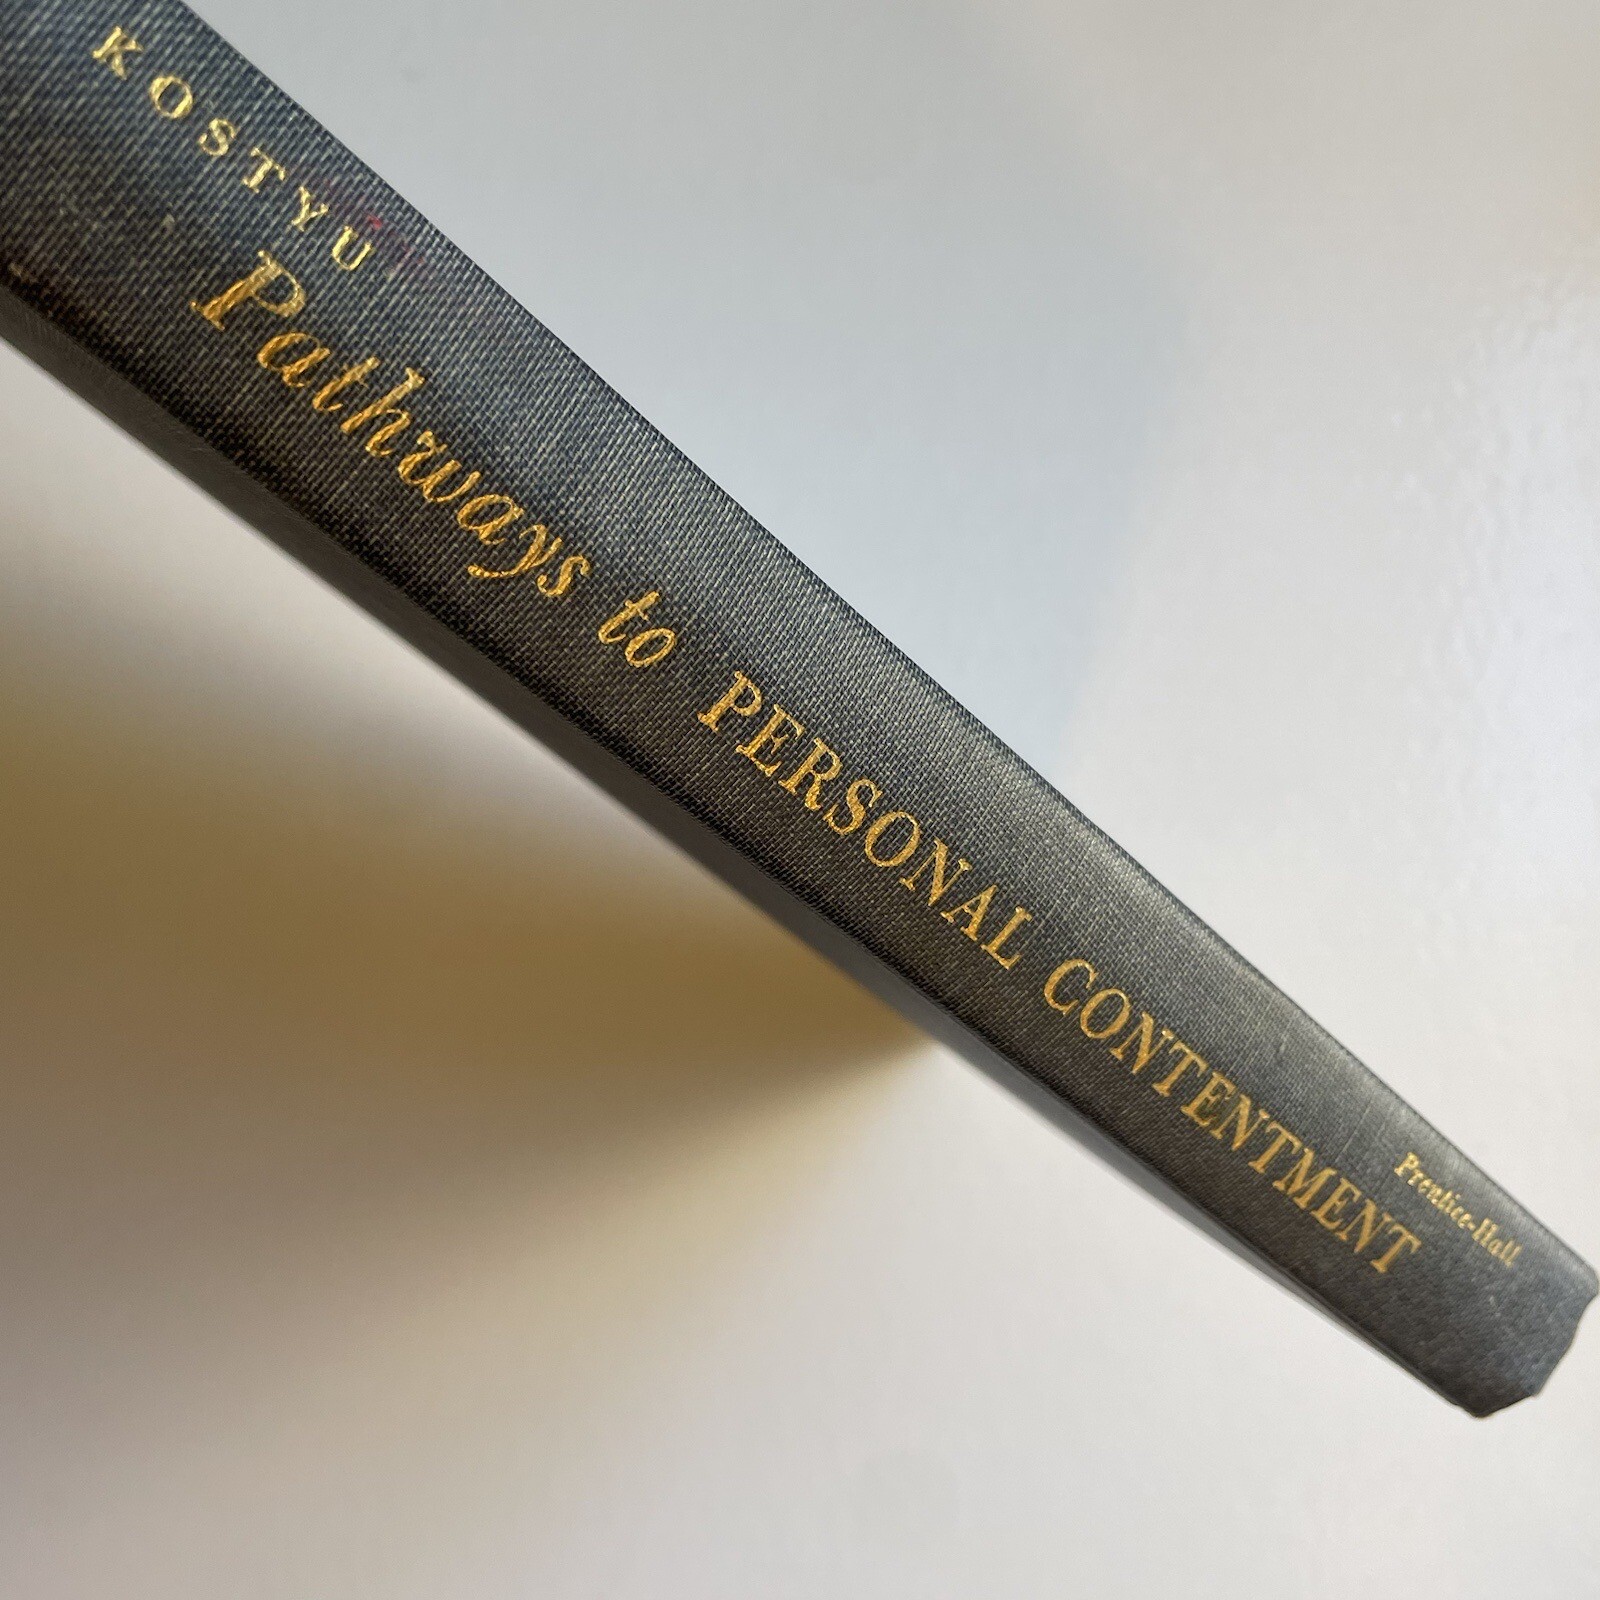 KOSTYU
Pathways to PERSONAL CONTENTMENT
Prentice-Hall